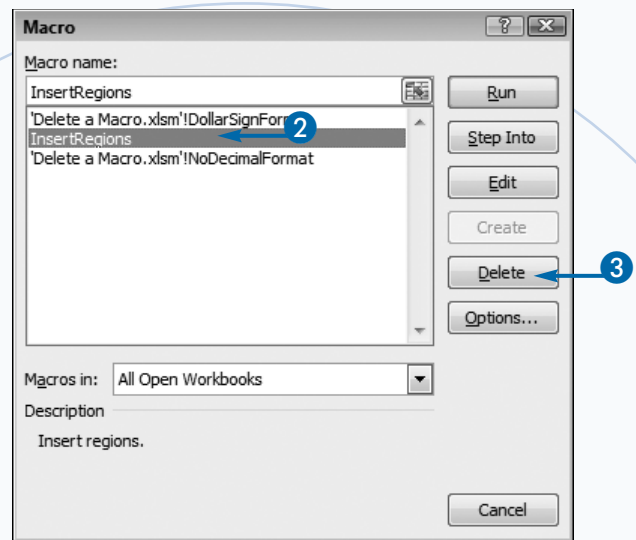 Macro
Macro name:
InsertRegions
Run
'Delete a Macro.xlsm'!DollarSignFor
2
InsertRegions
'Delete a Macro.xlsm'!NoDecimalFormat
Step Into
Edit
Create
Delete
3
Options...
Macros in: All Open Workbooks
Description
Insert regions.
Cancel